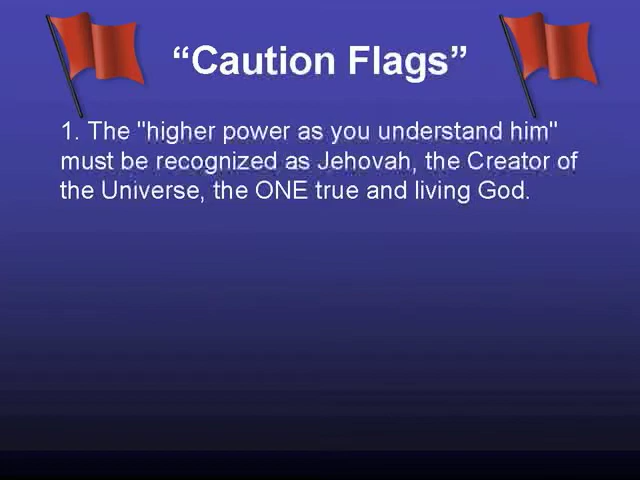 “Caution Flags”
1. The "higher power as you understand him"
must be recognized as Jehovah, the Creator of
the Universe, the ONE true and living God.